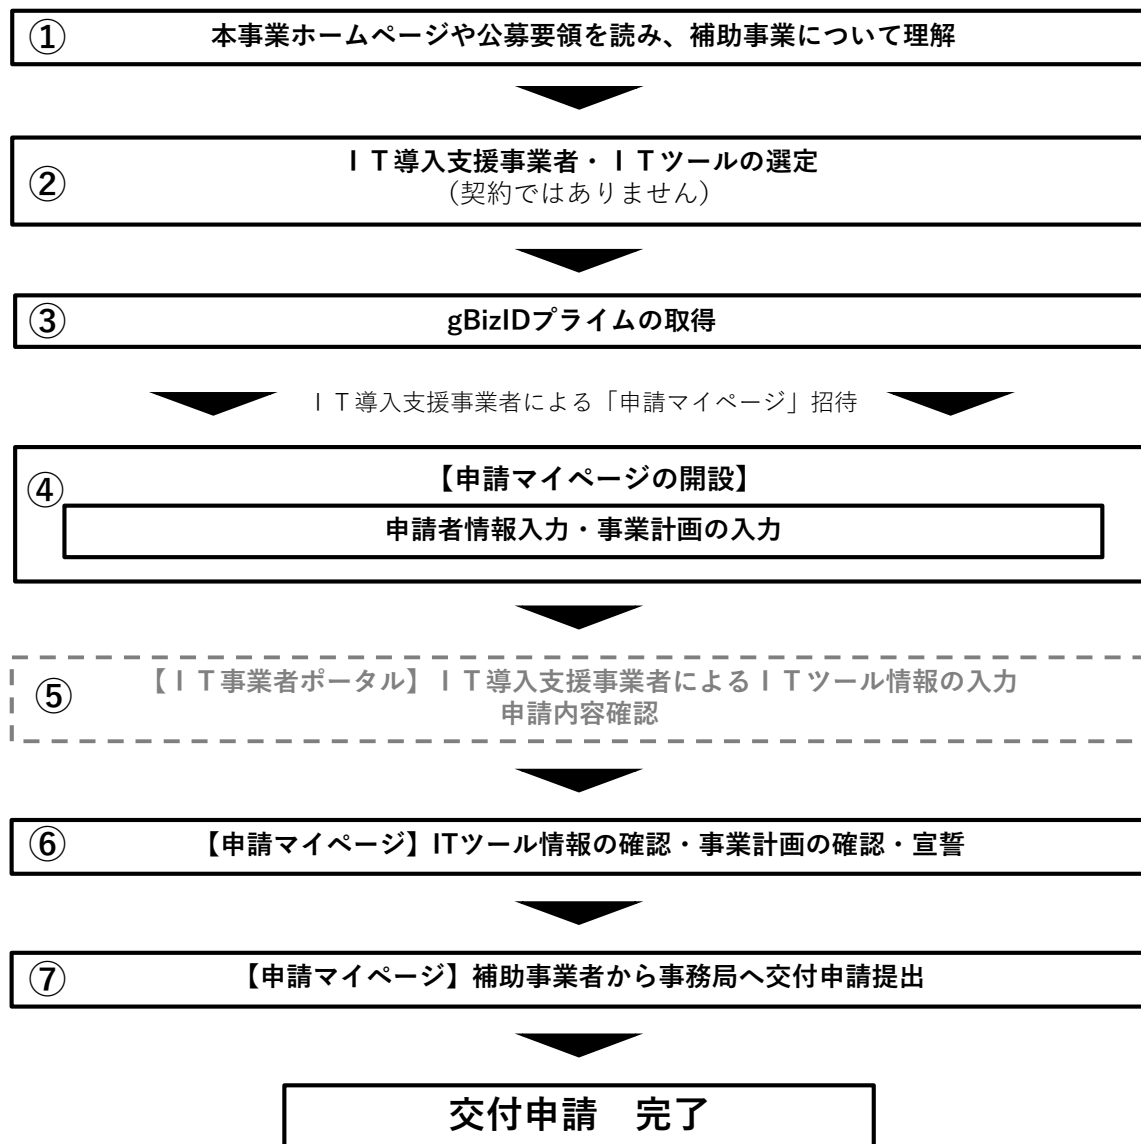 ① 本事業ホームページや公募要領を読み、補助事業について理解
② ＩＴ導入支援事業者・ＩＴツールの選定
（契約ではありません）
③ gBizIDプライムの取得
ＩＴ導入支援事業者による「申請マイページ」招待
④ 【申請マイページの開設】
申請者情報入力・事業計画の入力
⑤ 【ＩＴ事業者ポータル】ＩＴ導入支援事業者によるＩＴツール情報の入力
申請内容確認
⑥ 【申請マイページ】ITツール情報の確認・事業計画の確認・宣誓
⑦ 【申請マイページ】補助事業者から事務局へ交付申請提出
交付申請　完了